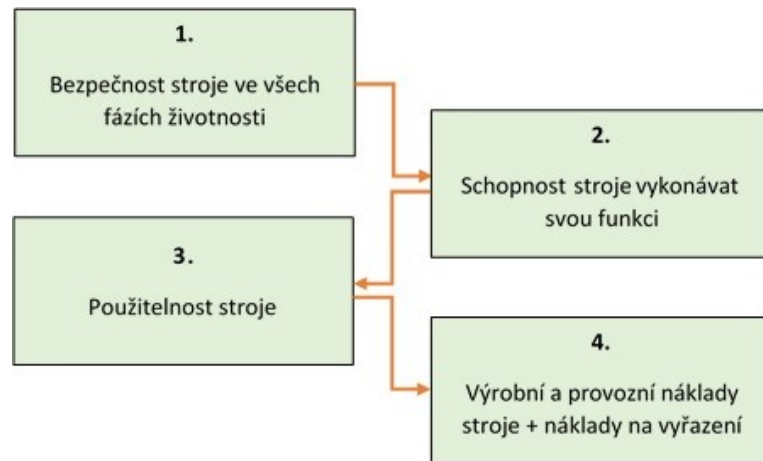 1.
Bezpečnost stroje ve všech
fázích životnosti
2.
Schopnost stroje vykonávat
svou funkci
3.
Použitelnost stroje
4.
Výrobní a provozní náklady
stroje + náklady na vyřazení